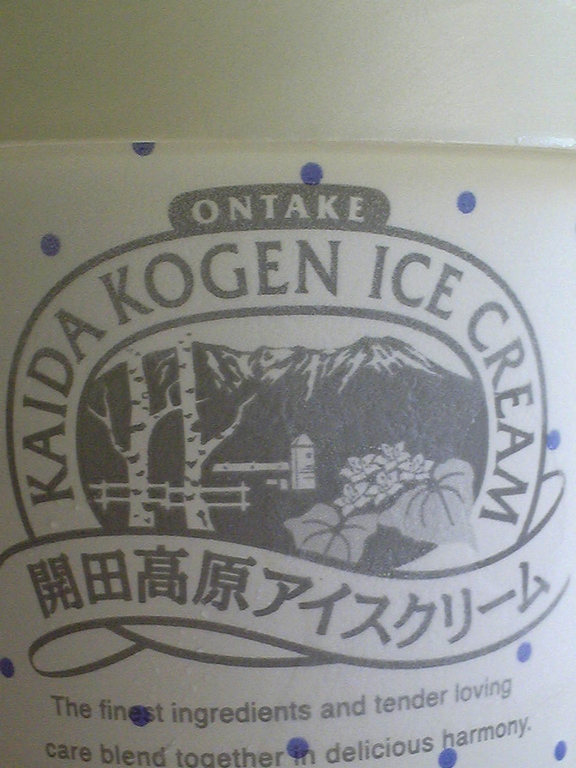 ONTAKE
KAIDA KOGEN ICE CREAM
開田高原アイスクリーム
The finest ingredients and tender loving
care blend together in delicious harmony.